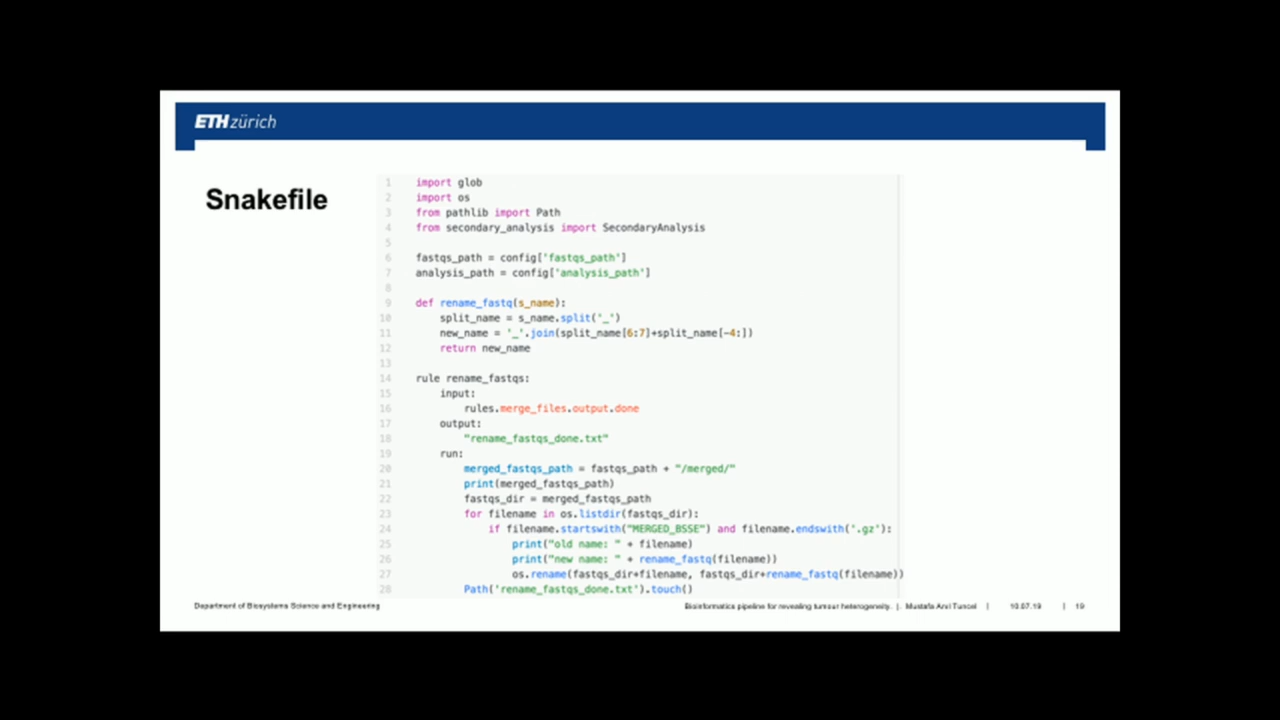 ETH zürich
Snakefile
1 import glob
2 import os
3 from pathlib import Path
4 from secondary_analysis import SecondaryAnalysis
5
6 fastqs_path = config['fastqs_path']
7 analysis_path = config['analysis_path']
8
9 def rename_fastq(s_name):
10     split_name = s_name.split('_')
11     new_name = '_'.join(split_name[6:7]+split_name[-4:])
12     return new_name
13
14 rule rename_fastqs:
15     input:
16         rules.merge_files.output.done
17     output:
18         "rename_fastqs_done.txt"
19     run:
20         merged_fastqs_path = fastqs_path + "/merged/"
21         print(merged_fastqs_path)
22         fastqs_dir = merged_fastqs_path
23         for filename in os.listdir(fastqs_dir):
24             if filename.startswith("MERGED_BSSE") and filename.endswith('.gz'):
25                 print("old name: " + filename)
26                 print("new name: " + rename_fastq(filename))
27                 os.rename(fastqs_dir+filename, fastqs_dir+rename_fastq(filename))
28         Path('rename_fastqs_done.txt').touch()
Department of Biosystems Science and Engineering
Bioinformatics pipeline for revealing tumour heterogeneity. | Mustafa Anıl Tuncel | 10.07.19 | 19